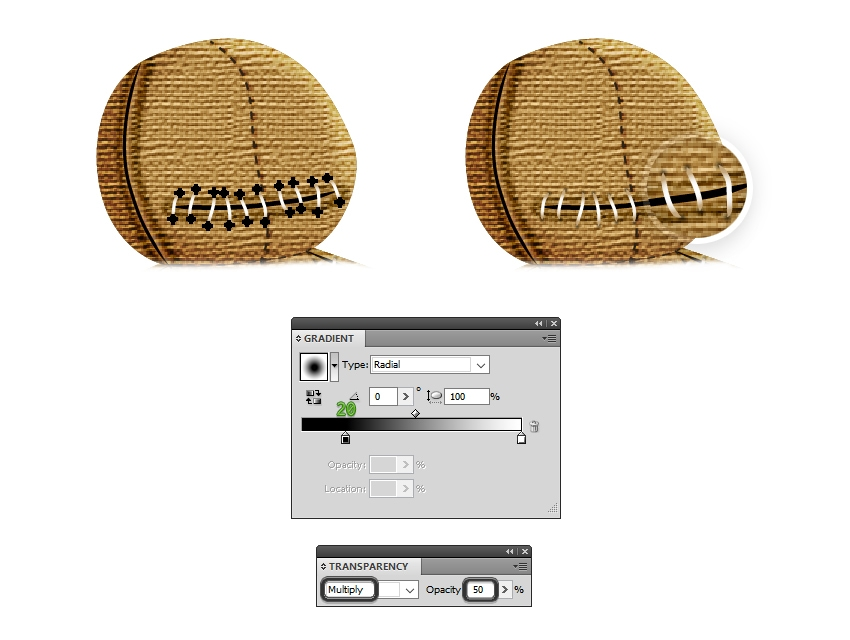 GRADIENT
Type: Radial
0 ° 100 %
20
Opacity: %
Location: %
TRANSPARENCY
Multiply Opacity 50 %